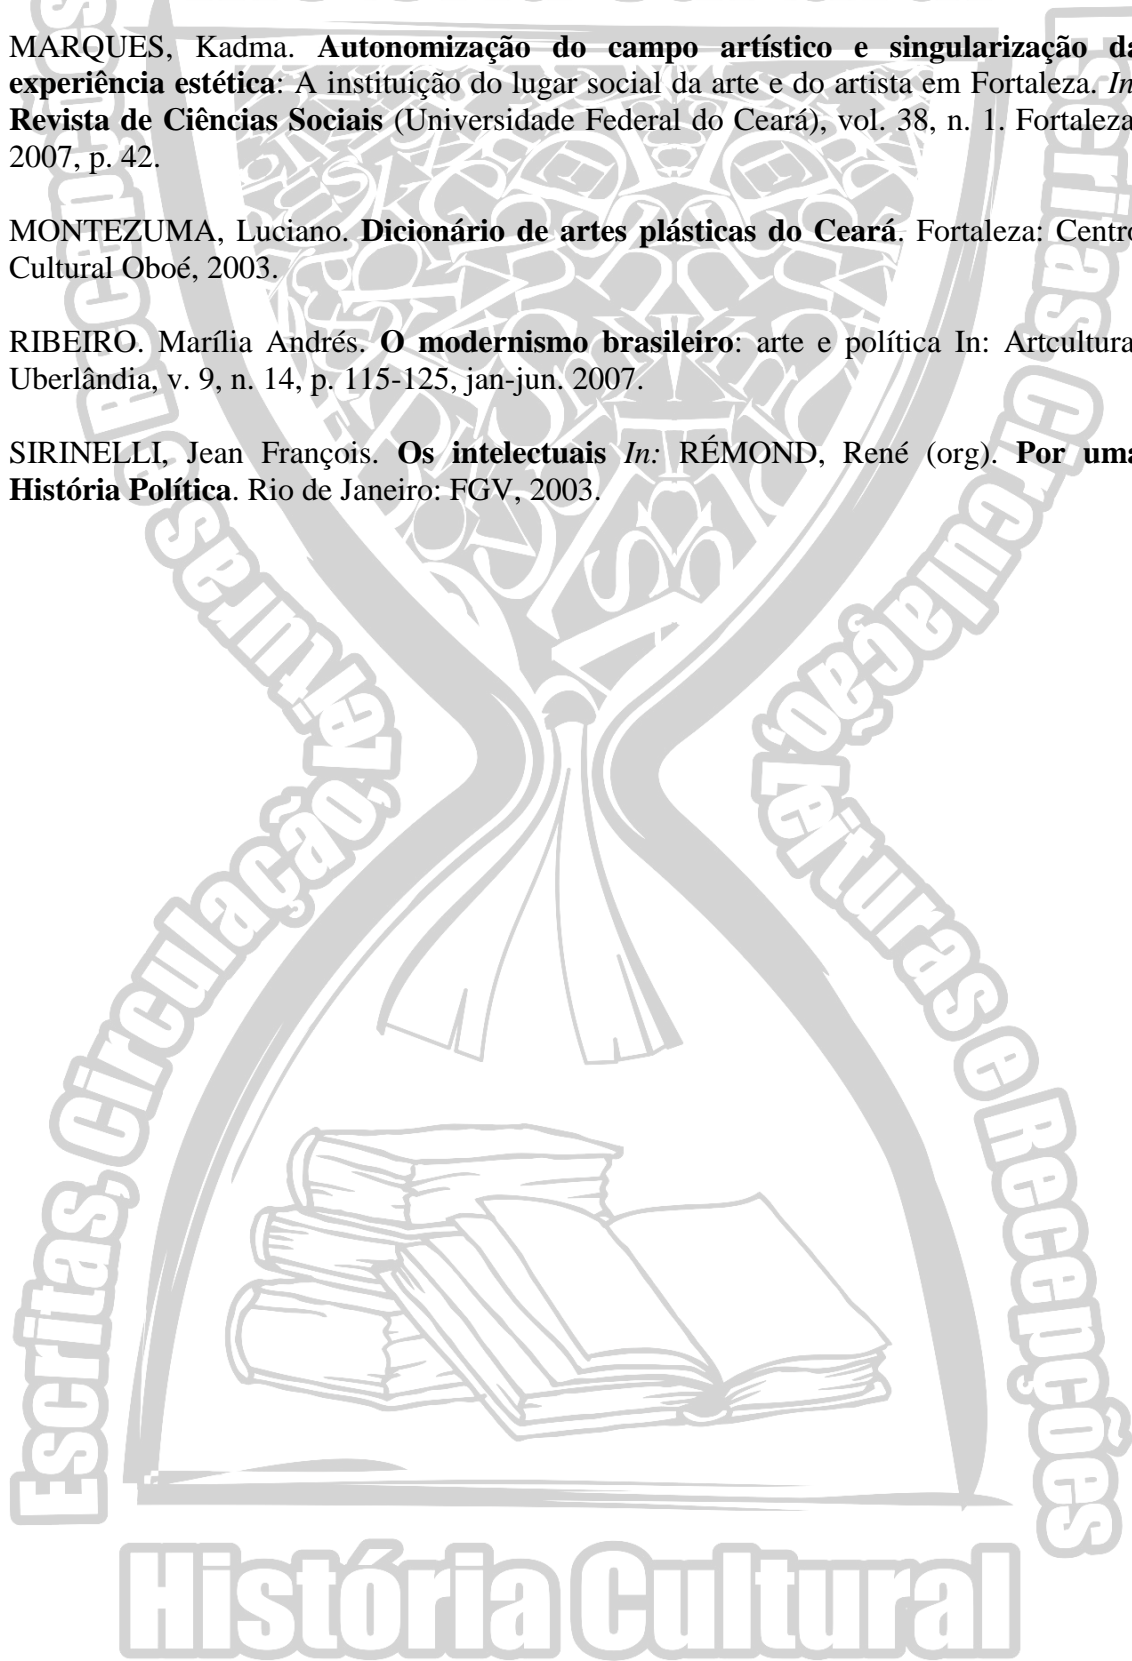 MARQUES, Kadma. Autonomização do campo artístico e singularização da
experiência estética: A instituição do lugar social da arte e do artista em Fortaleza. In
Revista de Ciências Sociais (Universidade Federal do Ceará), vol. 38, n. 1. Fortaleza
2007, p. 42.
MONTEZUMA, Luciano. Dicionário de artes plásticas do Ceará. Fortaleza: Centro
Cultural Oboé, 2003.
RIBEIRO. Marília Andrés. O modernismo brasileiro: arte e política In: Artcultura
Uberlândia, v. 9, n. 14, p. 115-125, jan-jun. 2007.
SIRINELLI, Jean François. Os intelectuais In: RÉMOND, René (org). Por uma
História Política. Rio de Janeiro: FGV, 2003.
Escritas, Circulação, Leituras e Recepções
Escritas, Circulação, Leituras e Recepções
História Cultural